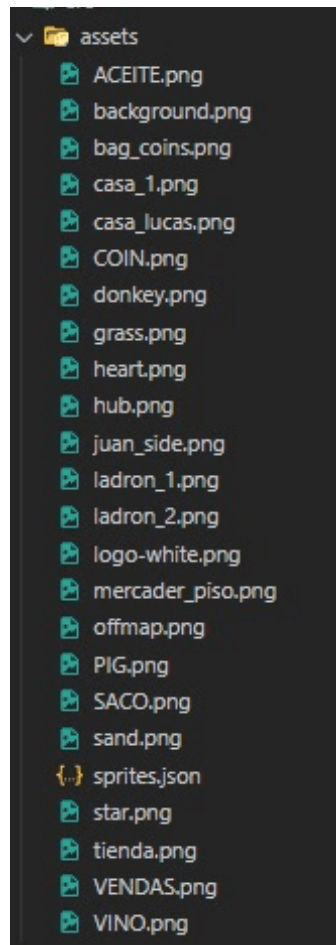 assets
ACEITE.png
background.png
bag_coins.png
casa_1.png
casa_lucas.png
COIN.png
donkey.png
grass.png
heart.png
hub.png
juan_side.png
ladron_1.png
ladron_2.png
logo-white.png
mercader_piso.png
offmap.png
PIG.png
SACO.png
sand.png
{..} sprites.json
star.png
tienda.png
VENDAS.png
VINO.png